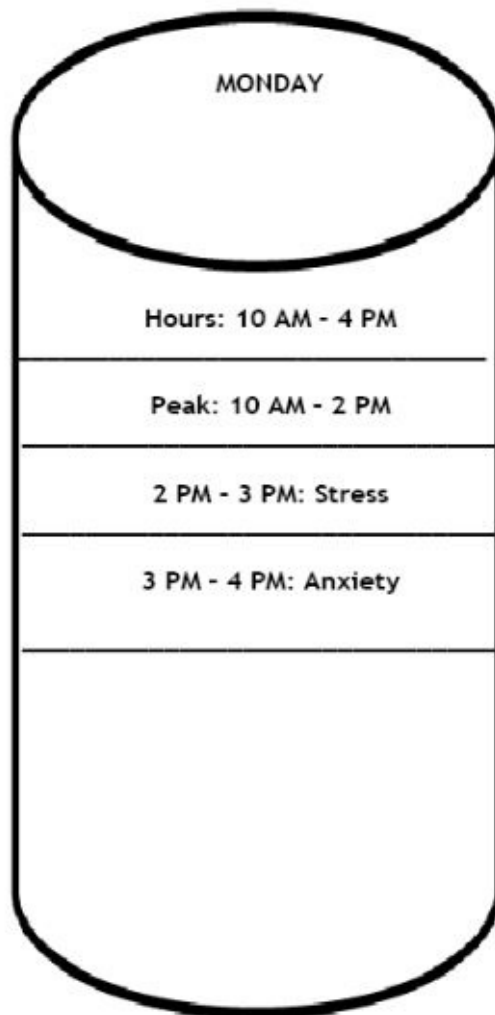 MONDAY
Hours: 10 AM - 4 PM
Peak: 10 AM - 2 PM
2 PM - 3 PM: Stress
3 PM - 4 PM: Anxiety